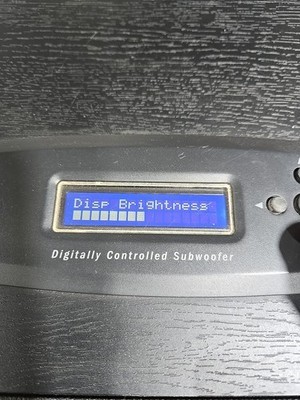 Disp Brightness
Digitally Controlled Subwoofer